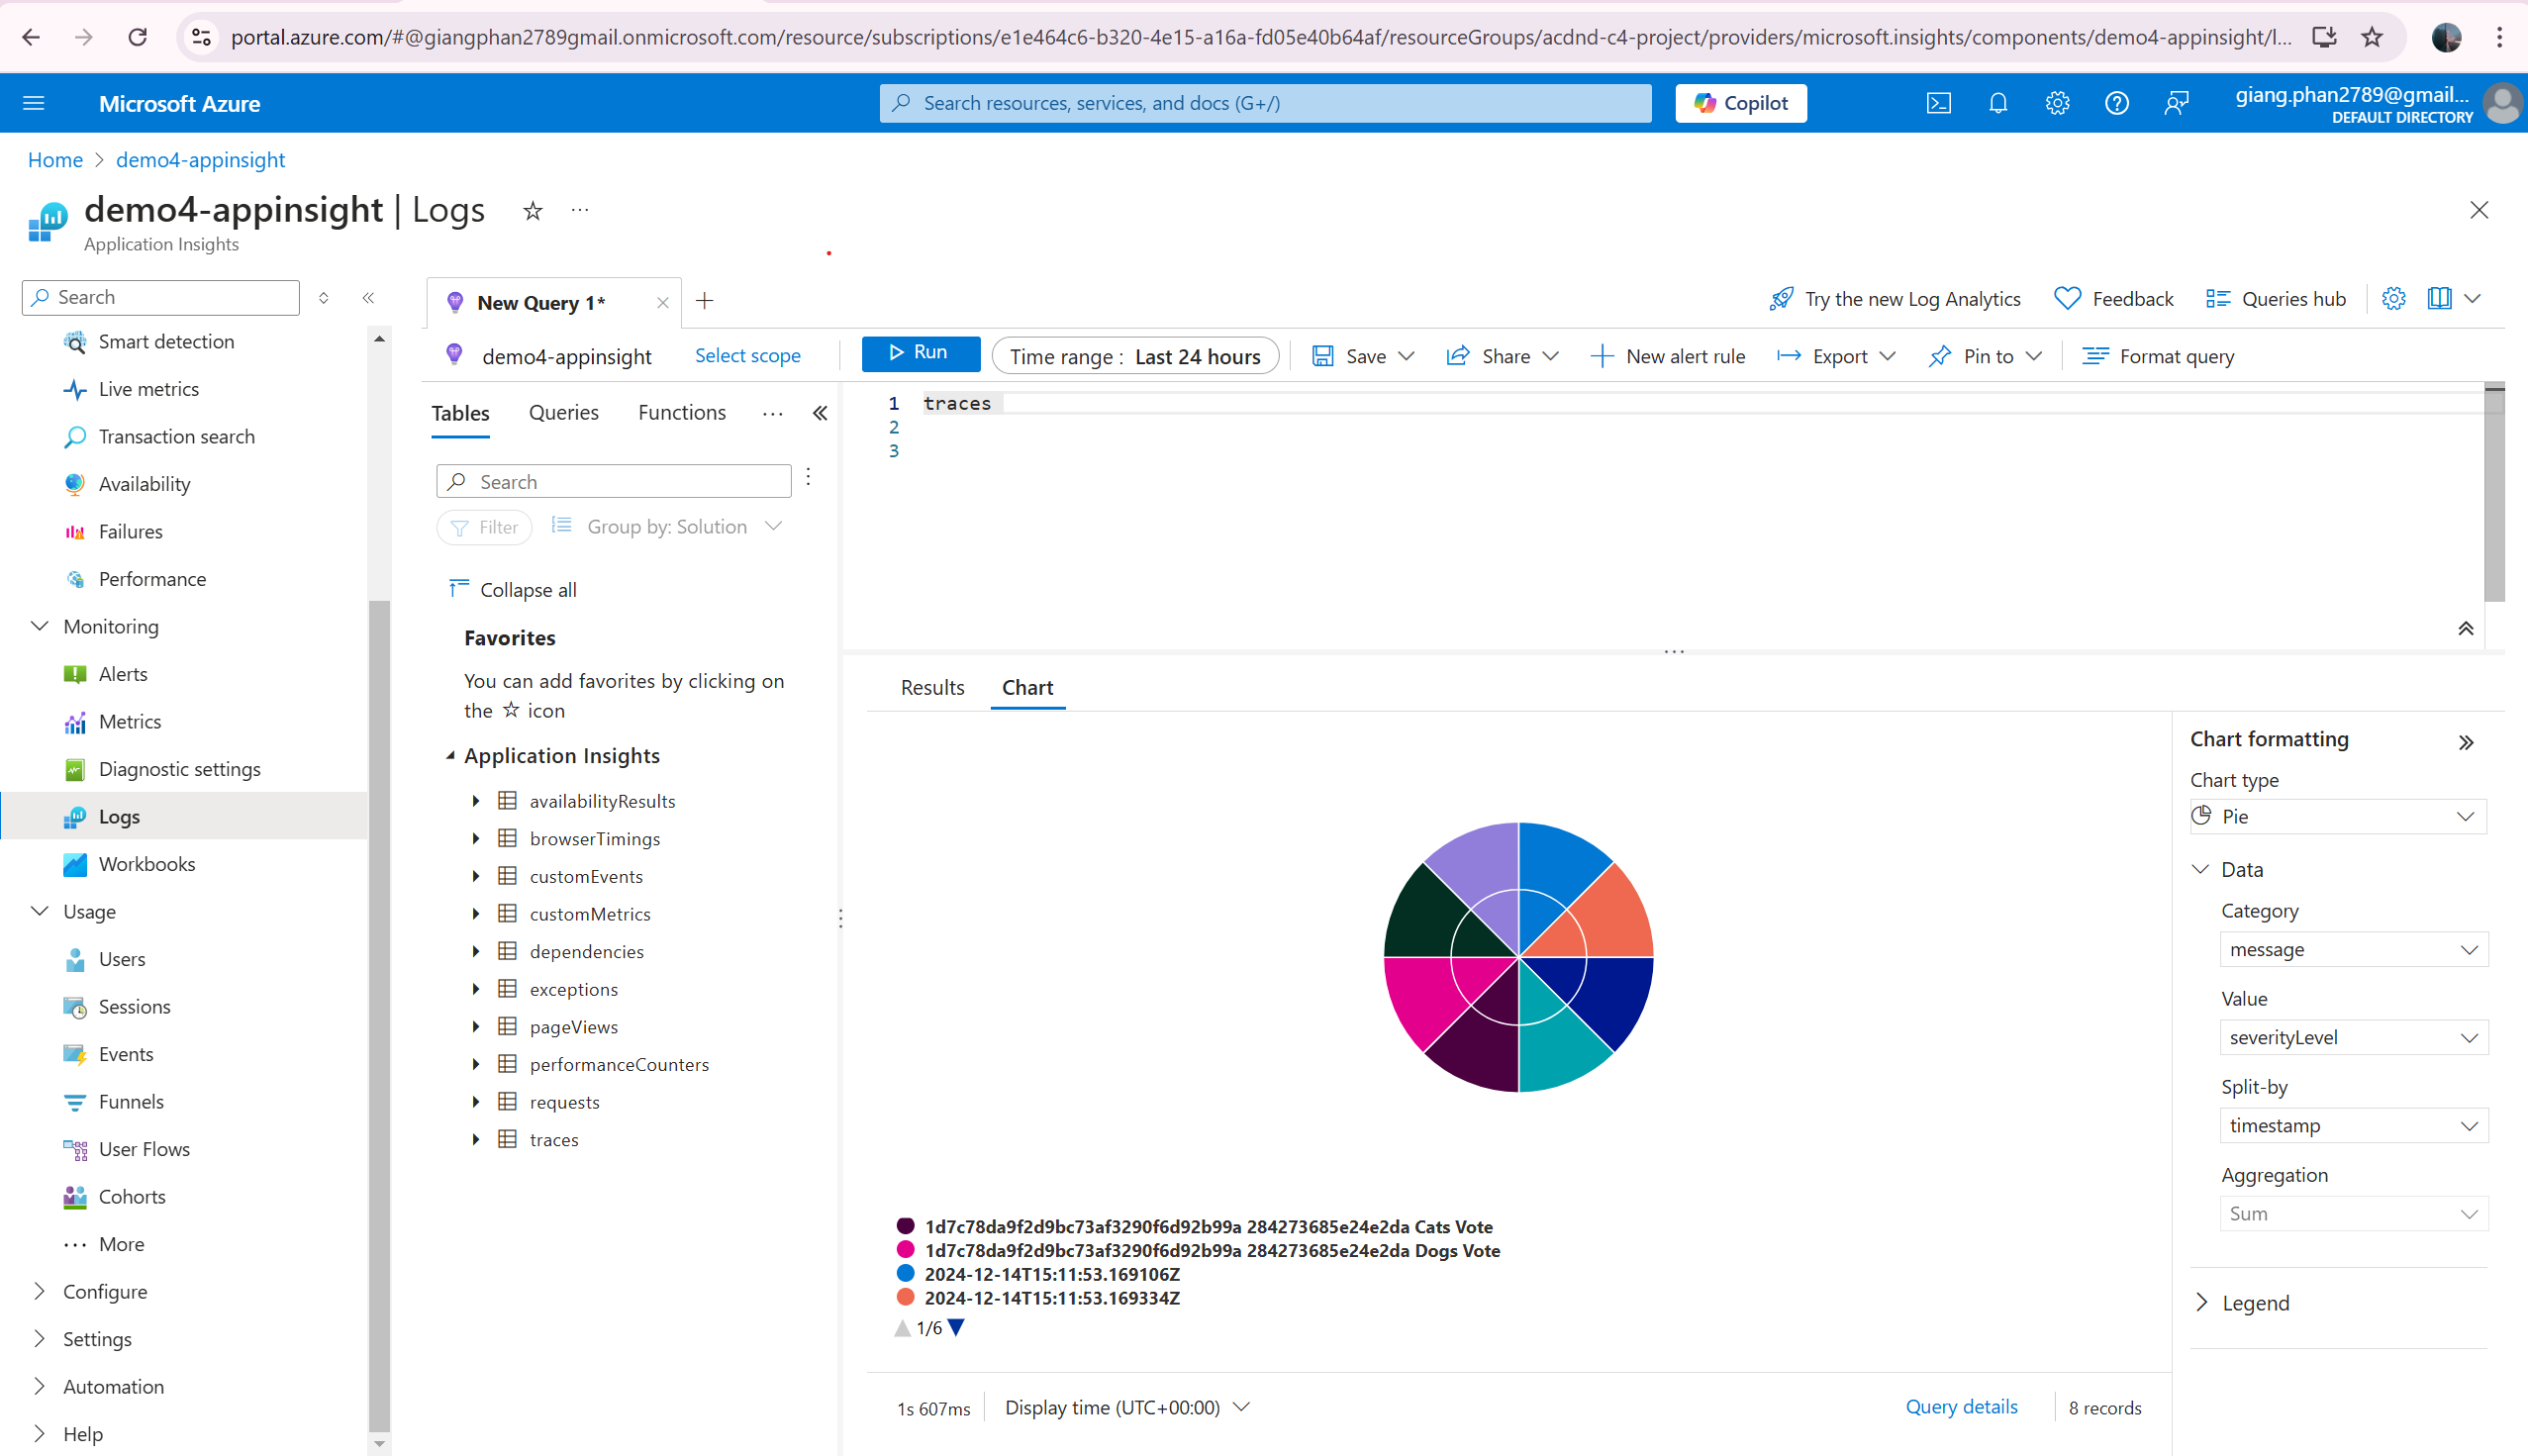 portal.azure.com/#@giangphan2789gmail.onmicrosoft.com/resource/subscriptions/e1e464c6-b320-4e15-a16a-fd05e40b64af/resourceGroups/acdnd-c4-project/providers/microsoft.insights/components/demo4-appinsight/l...
Microsoft Azure
Search resources, services, and docs (G+/)
Copilot
giang.phan2789@gmail...
DEFAULT DIRECTORY
Home > demo4-appinsight
demo4-appinsight | Logs
Application Insights
Search
Smart detection
Live metrics
Transaction search
Availability
Failures
Performance
Monitoring
Alerts
Metrics
Diagnostic settings
Logs
Workbooks
Usage
Users
Sessions
Events
Funnels
User Flows
Cohorts
More
Configure
Settings
Automation
Help
New Query 1*
Try the new Log Analytics
Feedback
Queries hub
demo4-appinsight
Select scope
Run
Time range : Last 24 hours
Save
Share
New alert rule
Export
Pin to
Format query
Tables
Queries
Functions
Search
Filter
Group by: Solution
Collapse all
Favorites
You can add favorites by clicking on
the ☆ icon
Application Insights
availabilityResults
browserTimings
customEvents
customMetrics
dependencies
exceptions
pageViews
performanceCounters
requests
traces
1 traces
2
3
Results
Chart
1d7c78da9f2d9bc73af3290f6d92b99a 284273685e24e2da Cats Vote
1d7c78da9f2d9bc73af3290f6d92b99a 284273685e24e2da Dogs Vote
2024-12-14T15:11:53.169106Z
2024-12-14T15:11:53.169334Z
1/6
1s 607ms
Display time (UTC+00:00)
Query details
8 records
Chart formatting
Chart type
Pie
Data
Category
message
Value
severityLevel
Split-by
timestamp
Aggregation
Sum
Legend